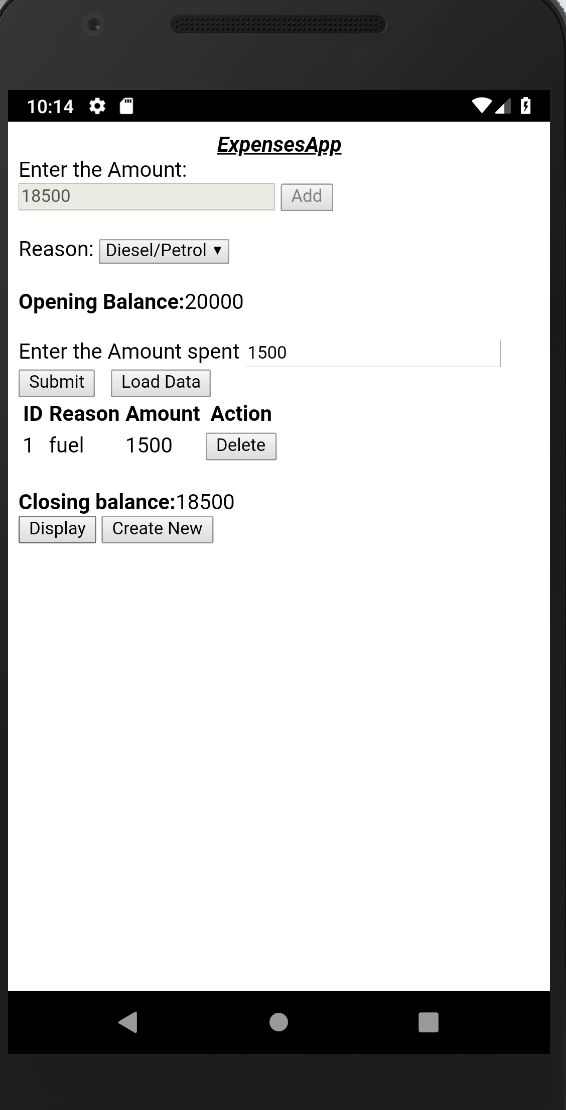 10:14
ExpensesApp
Enter the Amount:
18500 Add
Reason: Diesel/Petrol ▾
Opening Balance:20000
Enter the Amount spent 1500
Submit Load Data
ID Reason Amount Action
1 fuel 1500 Delete
Closing balance:18500
Display Create New